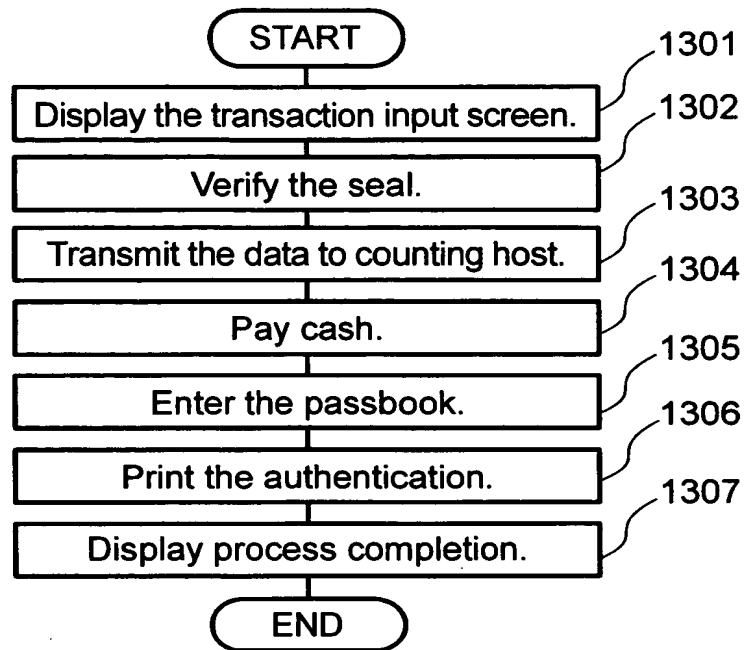 START
1301
Display the transaction input screen.
1302
Verify the seal.
1303
Transmit the data to counting host.
1304
Pay cash.
1305
Enter the passbook.
1306
Print the authentication.
1307
Display process completion.
END